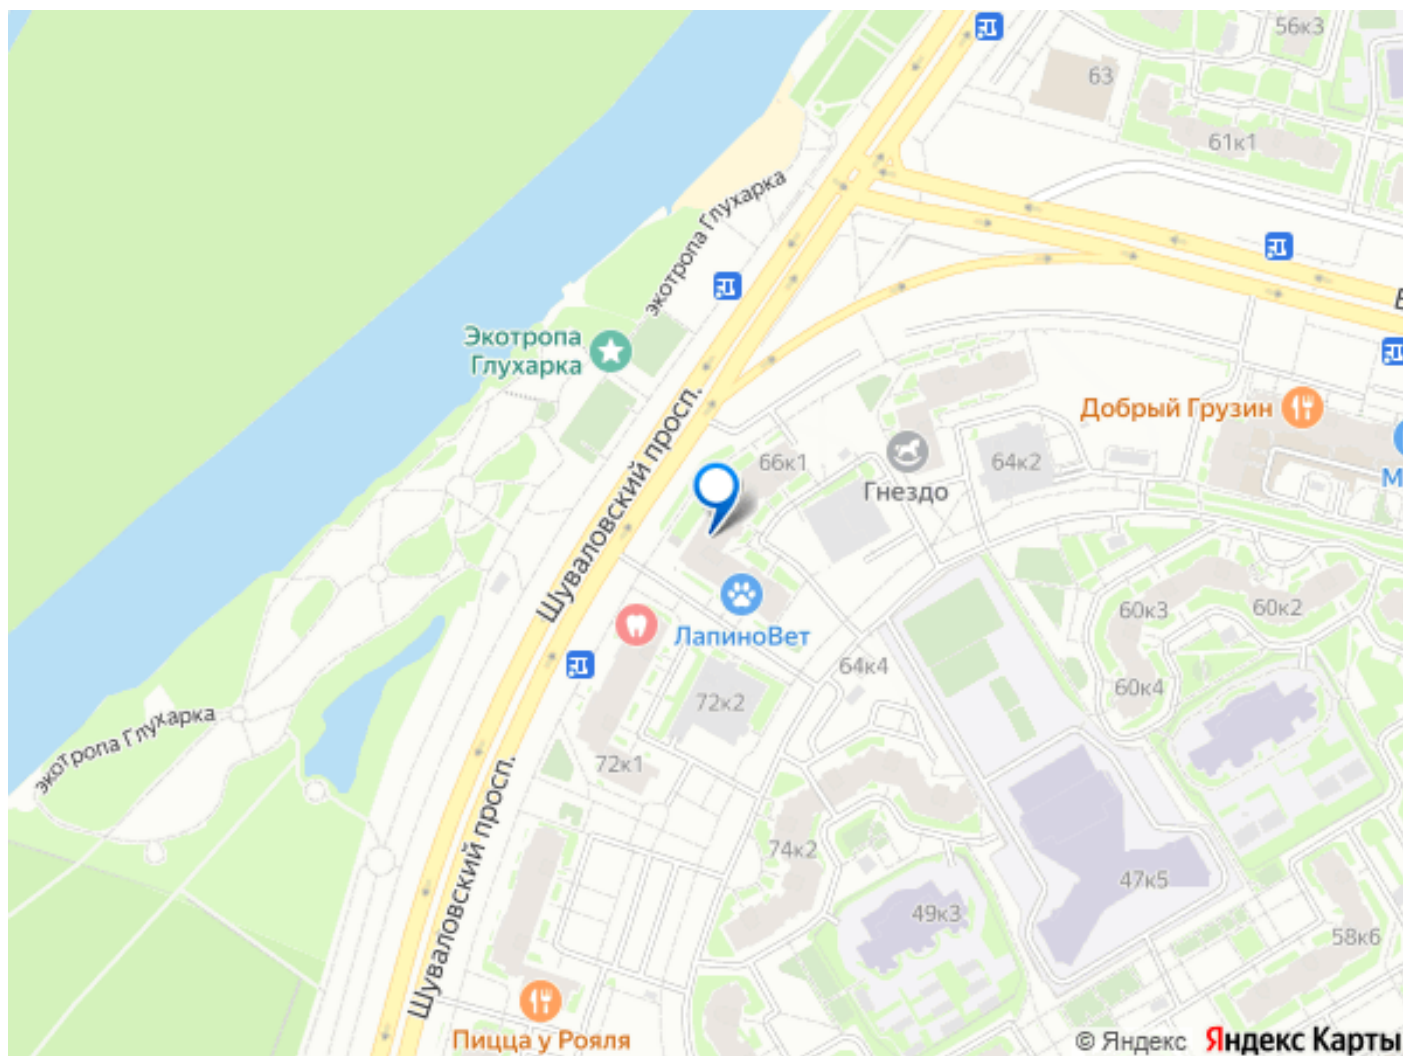 56к3
63
61к1
экотропа Глухарка
Экотропа
Глухарка
Шуваловский просп.
Добрый Грузин
66к1
64к2
Гнездо
60к3
60к2
ЛапиноВет
64к4
60к4
72к2
экотропа Глухарка
72к1
Шуваловский просп.
74к2
47к5
49к3
58к6
Пицца у Рояля
© Яндекс Яндекс Карты